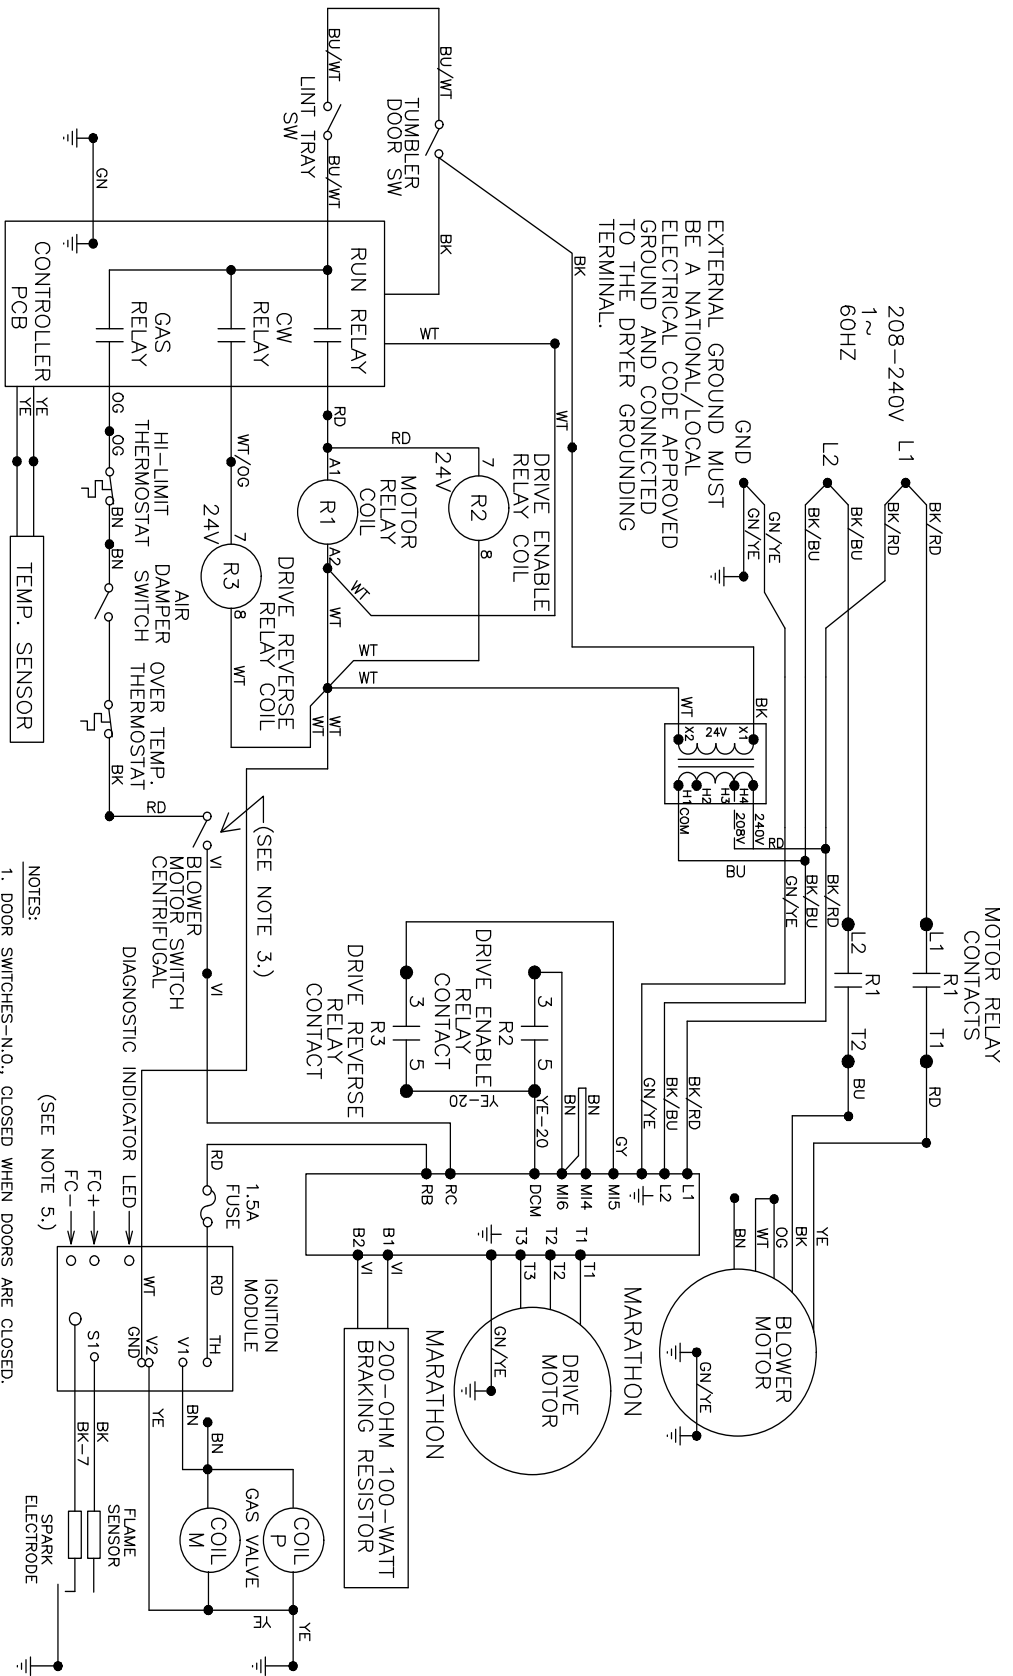 208-240V
1~
60HZ
L1
BK/RD
BK/RD
L2
BK/BU
BK/BU
GND
GN/YE
GN/YE
EXTERNAL GROUND MUST
BE A NATIONAL/LOCAL
ELECTRICAL CODE APPROVED
GROUND AND CONNECTED
TO THE DRYER GROUNDING
TERMINAL.
MOTOR RELAY
CONTACTS
L1
R1
T1
RD
L2
R1
T2
BU
YE
BK
OG
WT
BN
BLOWER
MOTOR
GN/YE
BU/WT
TUMBLER
DOOR SW
BK
BK
BU/WT
LINT TRAY
SW
BU/WT
WT
BK
WT
X1
24V
X2
H4
H3
H2
H1
240V
208V
COM
RD
BU
BK/RD
BK/BU
GN/YE
GN
CONTROLLER
PCB
RUN RELAY
CW
RELAY
GAS
RELAY
WT
RD
RD
7
R2
8
24V
DRIVE ENABLE
RELAY COIL
MOTOR
RELAY
COIL
A1
R1
A2
WT
WT
WT
WT
WT/OG
24V
7
R3
8
DRIVE REVERSE
RELAY COIL
WT
WT
WT
OG
OG
HI-LIMIT
THERMOSTAT
BN
BN
AIR
DAMPER
SWITCH
OVER TEMP.
THERMOSTAT
BK
RD
YE
YE
TEMP. SENSOR
(SEE NOTE 3.)
BLOWER
MOTOR SWITCH
CENTRIFUGAL
VI
VI
DRIVE ENABLE
RELAY
CONTACT
3
R2
5
DRIVE REVERSE
RELAY
CONTACT
3
R3
5
YE-20
YE-20
BN
BN
GY
GN/YE
BK/BU
BK/RD
L1
L2
MI5
MI4
MI6
DCM
RC
RB
T1
T2
T3
B1
B2
T1
T2
T3
VI
VI
MARATHON
DRIVE
MOTOR
GN/YE
MARATHON
200-OHM 100-WATT
BRAKING RESISTOR
RD
1.5A
FUSE
RD
IGNITION
MODULE
TH
V1
V2
GND
WT
S1
DIAGNOSTIC INDICATOR LED
FC+
FC-
(SEE NOTE 5.)
BN
BN
YE
COIL
P
COIL
M
GAS VALVE
YE
YE
BK
BK-7
FLAME
SENSOR
SPARK
ELECTRODE
NOTES:
1. DOOR SWITCHES-N.O., CLOSED WHEN DOORS ARE CLOSED.